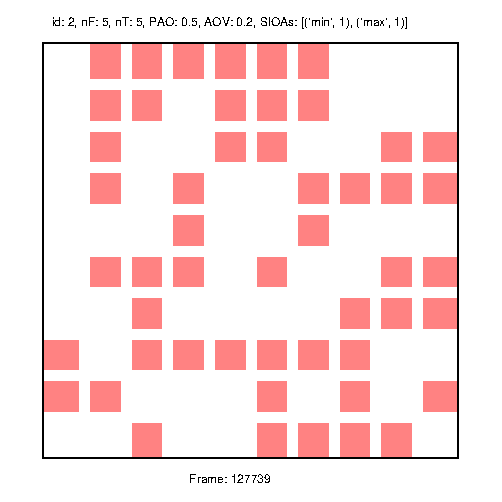 id: 2, nF: 5, nT: 5, PAO: 0.5, AOV: 0.2, SIOAs: [('min', 1), ('max', 1)]
Frame: 127739